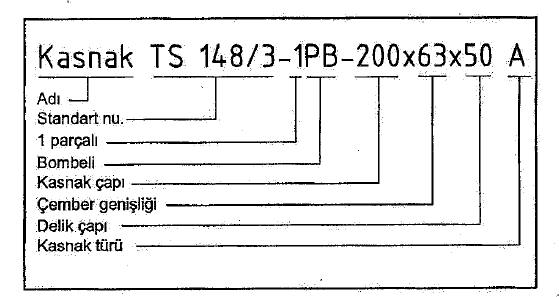 Kasnak TS 148/3-1PB-200x63x50 A
Adı
Standart nu.
1 parçalı
Bombeli
Kasnak çapı
Çember genişliği
Delik çapı
Kasnak türü